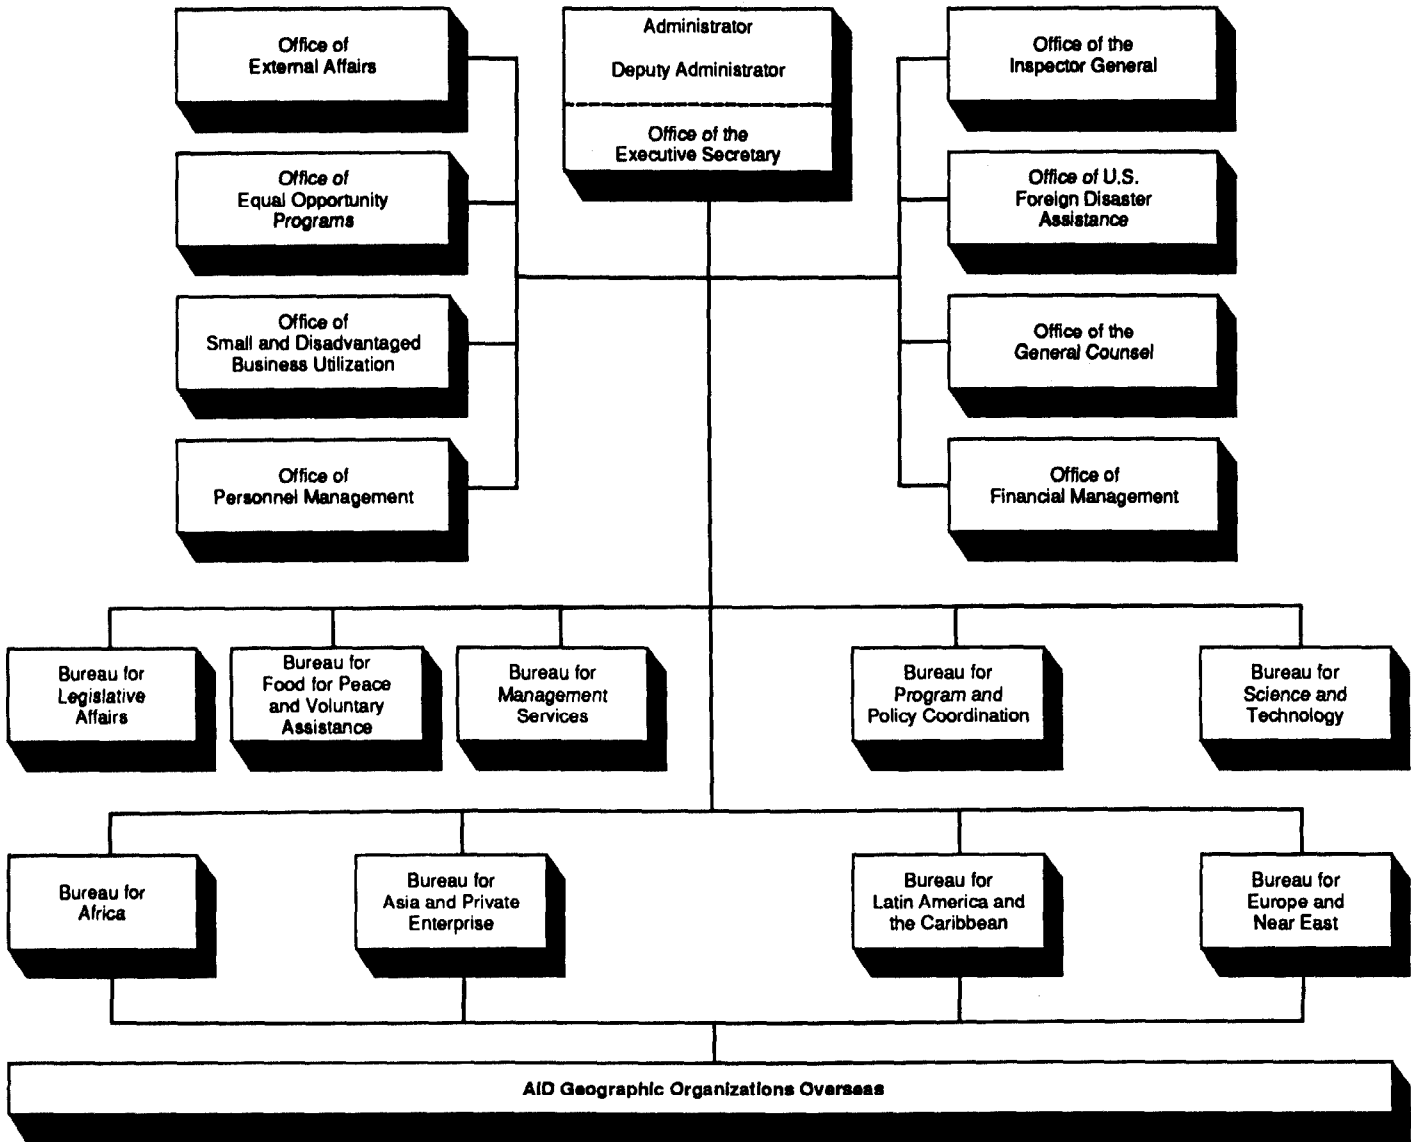 Office of
External Affairs
Administrator
Deputy Administrator
Office of the
Executive Secretary
Office of the
Inspector General
Office of
Equal Opportunity
Programs
Office of U.S.
Foreign Disaster
Assistance
Office of
Small and Disadvantaged
Business Utilization
Office of the
General Counsel
Office of
Personnel Management
Office of
Financial Management
Bureau for
Legislative
Affairs
Bureau for
Food for Peace
and Voluntary
Assistance
Bureau for
Management
Services
Bureau for
Program and
Policy Coordination
Bureau for
Science and
Technology
Bureau for
Africa
Bureau for
Asia and Private
Enterprise
Bureau for
Latin America and
the Caribbean
Bureau for
Europe and
Near East
AID Geographic Organizations Overseas